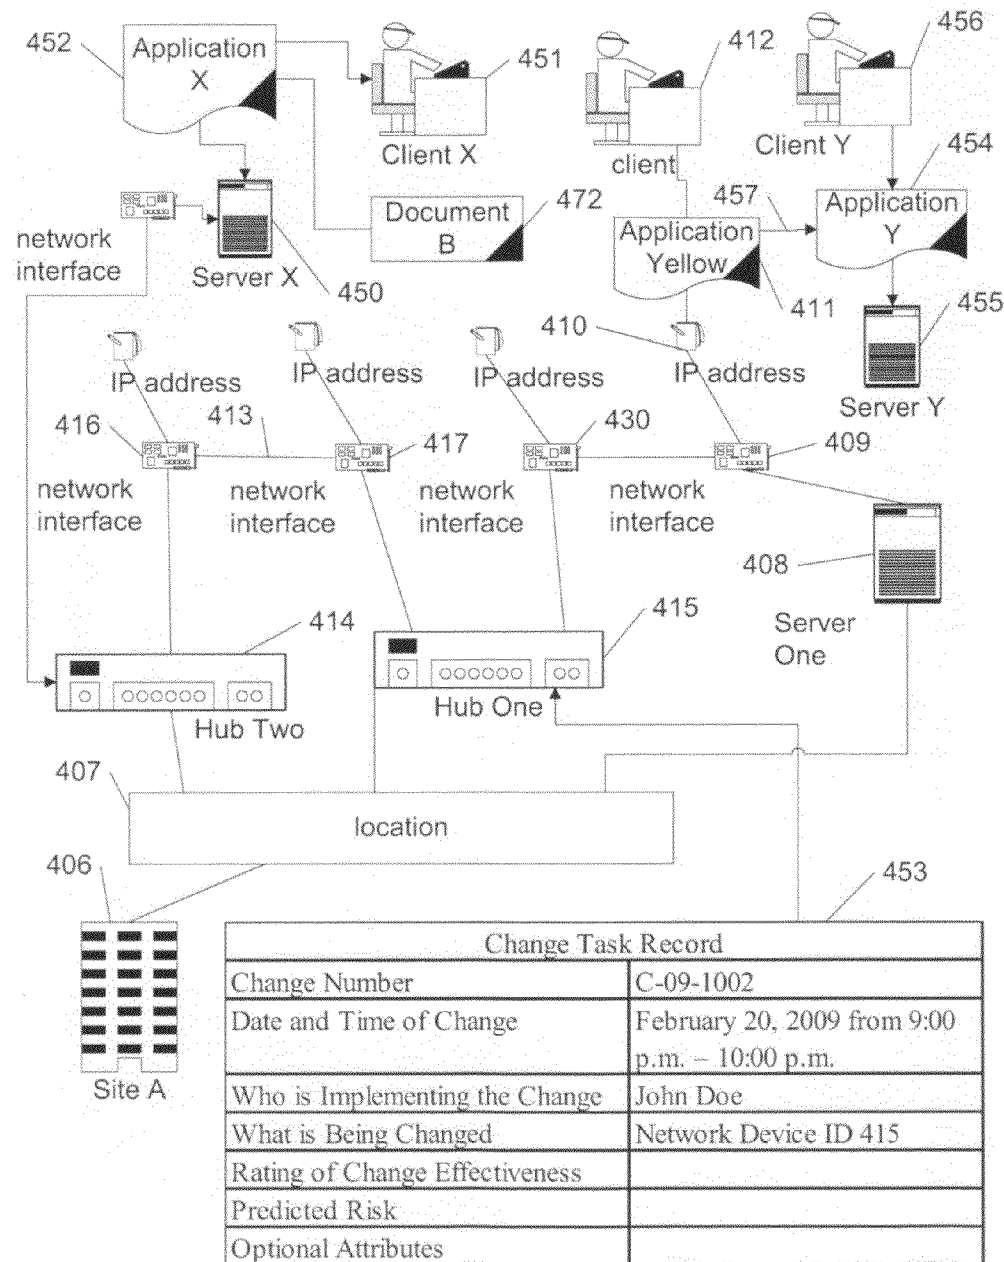 452
Application
X
451
Client X
412
client
456
Client Y
454
457
Application
Y
network
interface
Server X
450
Document
B
472
Application
Yellow
411
410
455
Server Y
IP address
IP address
IP address
IP address
416
413
417
430
409
network
interface
network
interface
network
interface
network
interface
408
Server
One
414
415
Hub Two
Hub One
407
location
406
Site A
453
Change Task Record
Change Number C-09-1002
Date and Time of Change February 20, 2009 from 9:00
p.m. – 10:00 p.m.
Who is Implementing the Change John Doe
What is Being Changed Network Device ID 415
Rating of Change Effectiveness
Predicted Risk
Optional Attributes